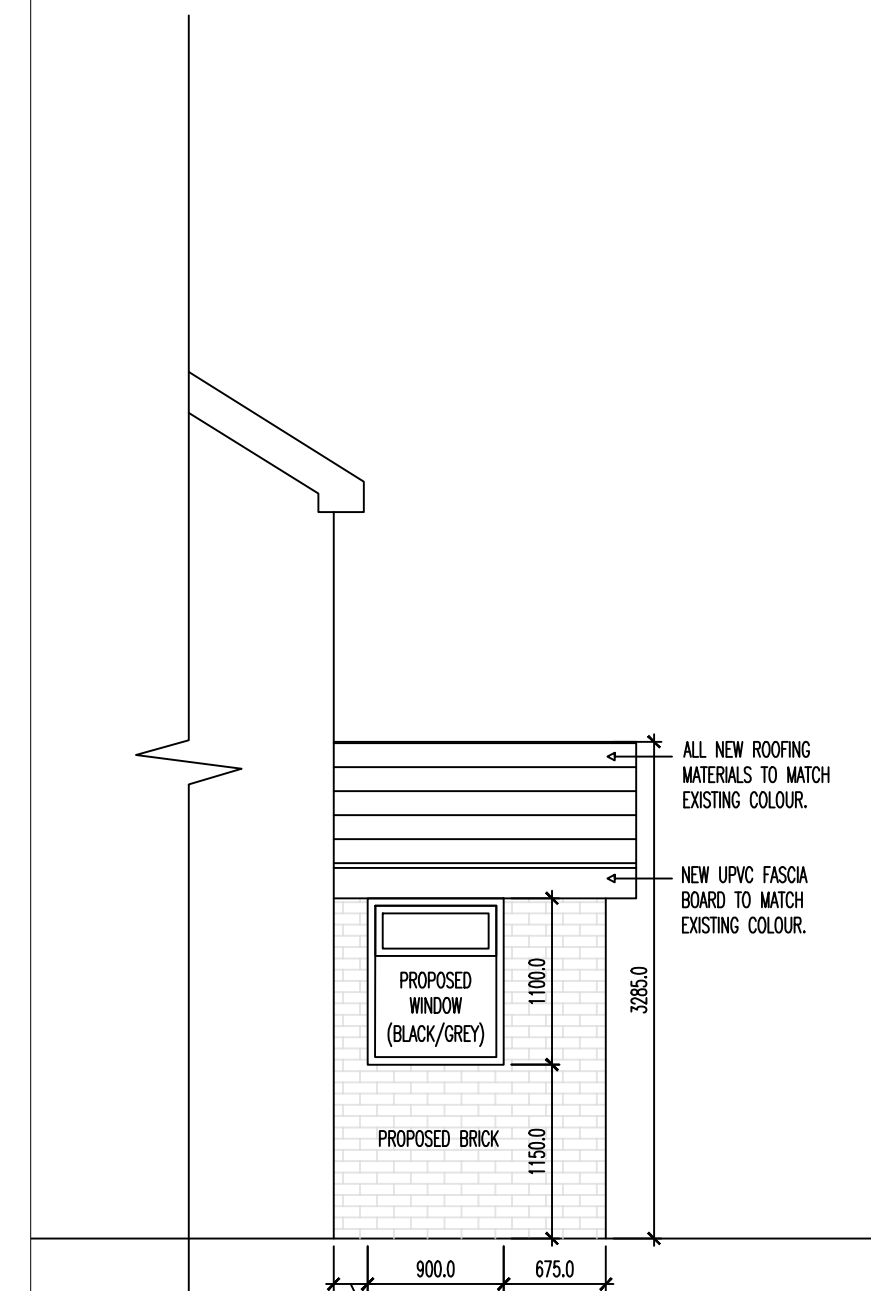 ALL NEW ROOFING
MATERIALS TO MATCH
EXISTING COLOUR.
NEW UPVC FASCIA
BOARD TO MATCH
EXISTING COLOUR.
PROPOSED
WINDOW
(BLACK/GREY)
1100.0
3285.0
PROPOSED BRICK
1150.0
900.0
675.0